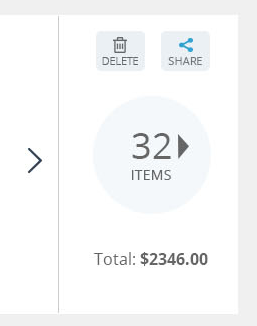 DELETE SHARE
32
ITEMS
Total: $2346.00